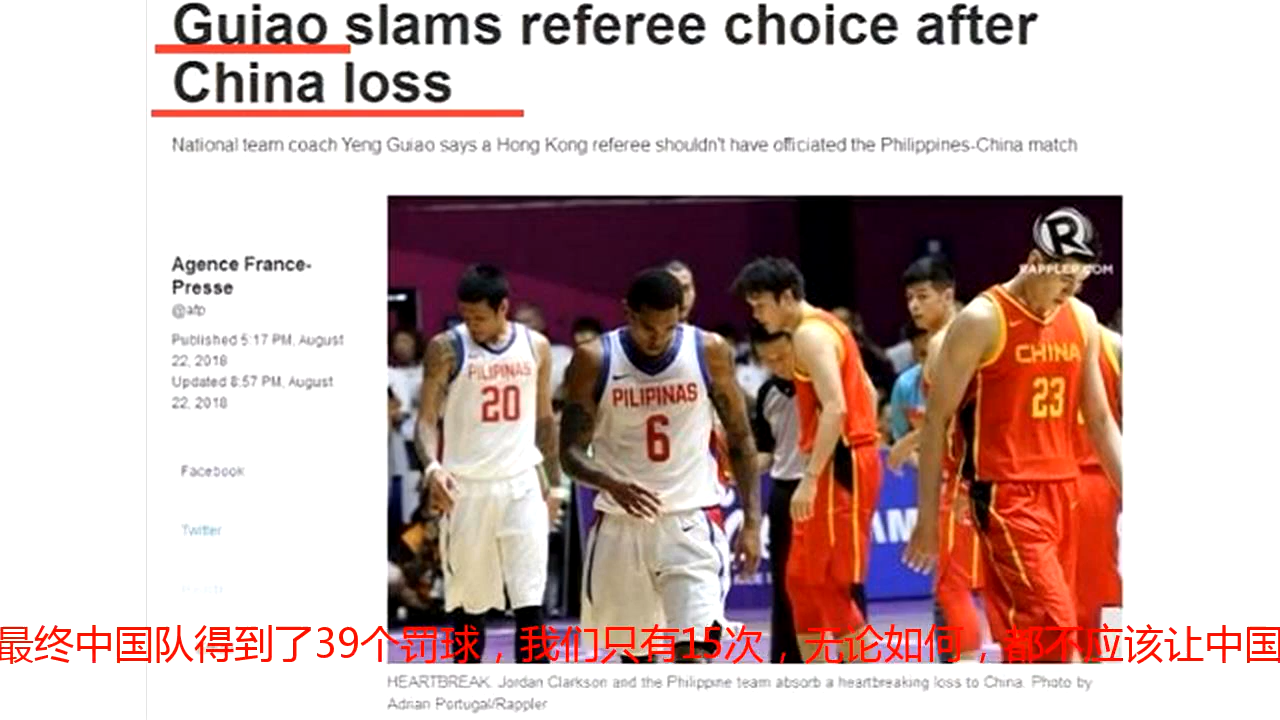 Guiao slams referee choice after
China loss
National team coach Yeng Guiao says a Hong Kong referee shouldn't have officiated the Philippines-China match
Agence France-
Presse
@afp
Published 5:17 PM, August
22, 2018
Updated 8:57 PM, August
22, 2018
Facebook
Twitter
R
RAPPLER.COM
PILIPINAS
20
PILIPINAS
6
CHINA
23
AM
最终中国队得到了39个罚球，我们只有15次，无论如何，都不应该让中国
HEARTBREAK. Jordan Clarkson and the Philippine team absorb a heartbreaking loss to China. Photo by
Adrian Portugal/Rappler